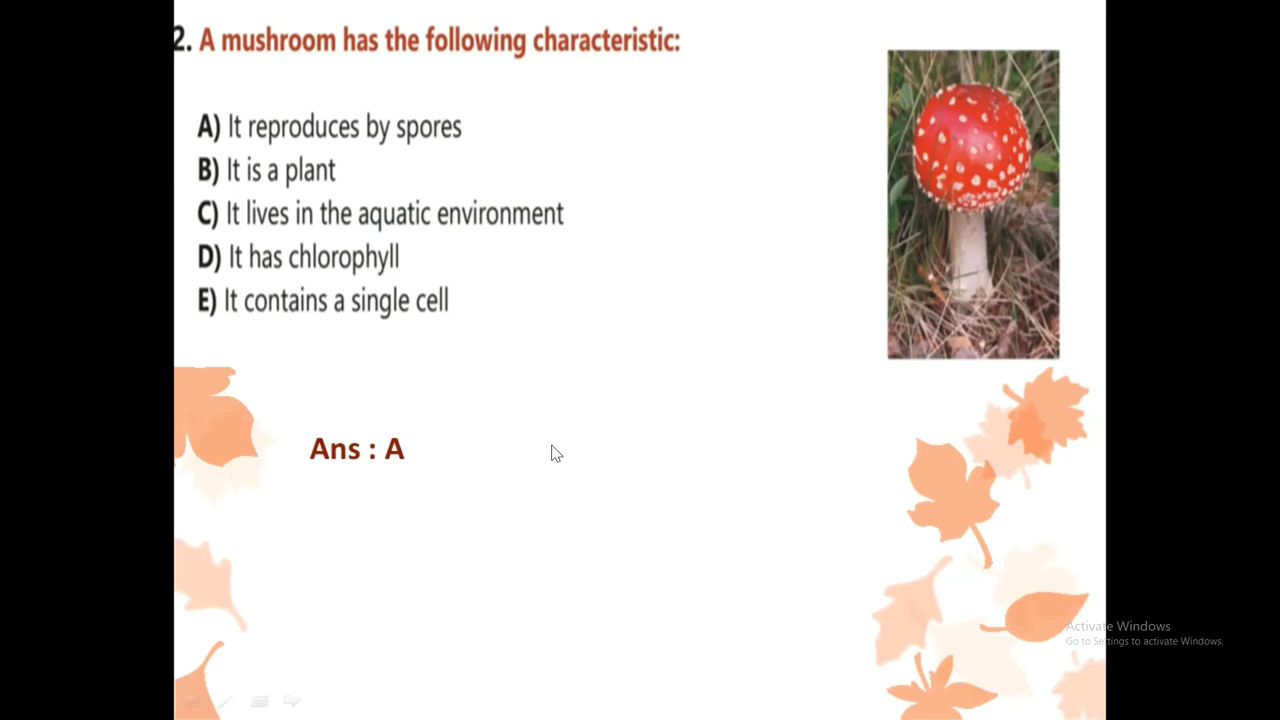 2. A mushroom has the following characteristic:
A) It reproduces by spores
B) It is a plant
C) It lives in the aquatic environment
D) It has chlorophyll
E) It contains a single cell
Ans : A
Activate Windows
Go to Settings to activate Windows.